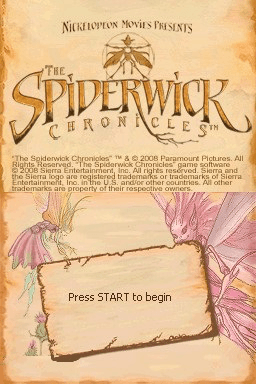 NICKELODEON MOVIES PRESENTS
THE
SPIDERWICK
CHRONICLES™
"The Spiderwick Chronicles" ™ & © 2008 Paramount Pictures. All
Rights Reserved. "The Spiderwick Chronicles" game software
© 2008 Sierra Entertainment, Inc. All rights reserved. Sierra and
the Sierra logo are registered trademarks or trademarks of Sierra
Entertainment, Inc. in the U.S. and/or other countries. All other
trademarks are property of their respective owners.
Press START to begin